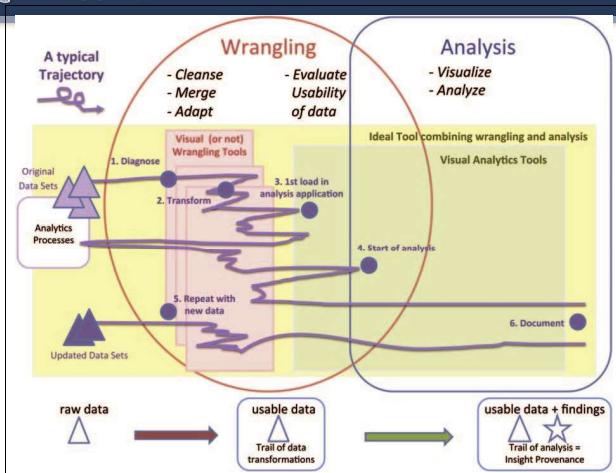 Wrangling
Analysis
A typical
Trajectory
- Cleanse
- Merge
- Adapt
- Evaluate
Usability
of data
- Visualize
- Analyze
Ideal Tool combining wrangling and analysis
Visual (or not)
Wrangling Tools
Visual Analytics Tools
Original
Data Sets
1. Diagnose
2. Transform
3. 1st load in
analysis application
Analytics
Processes
4. Start of analysis
5. Repeat with
new data
6. Document
Updated Data Sets
raw data
usable data
Trail of data
transformations
usable data + findings
Trail of analysis =
Insight Provenance